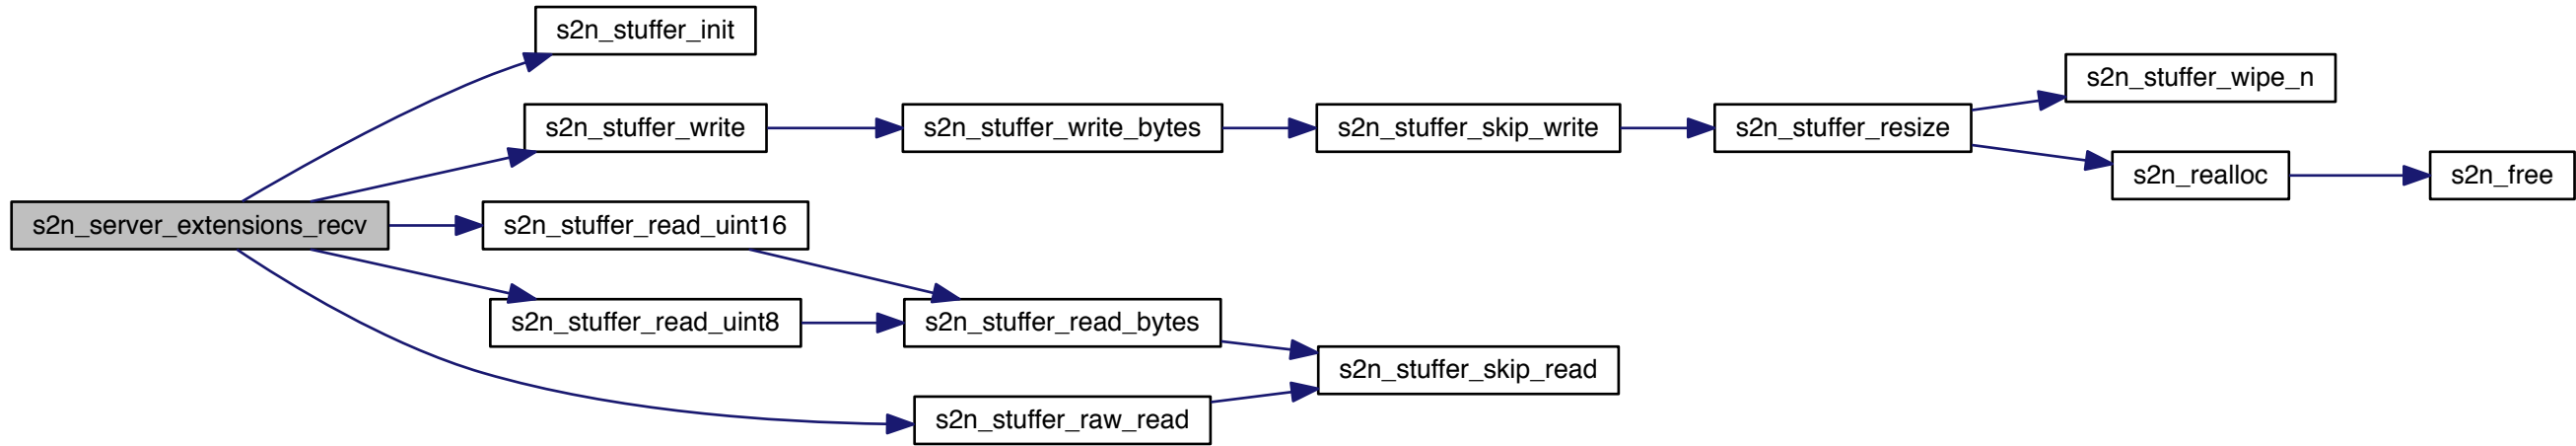 s2n_stuffer_init
s2n_stuffer_wipe_n
s2n_stuffer_write
s2n_stuffer_write_bytes
s2n_stuffer_skip_write
s2n_stuffer_resize
s2n_realloc
s2n_free
s2n_server_extensions_recv
s2n_stuffer_read_uint16
s2n_stuffer_read_uint8
s2n_stuffer_read_bytes
s2n_stuffer_skip_read
s2n_stuffer_raw_read